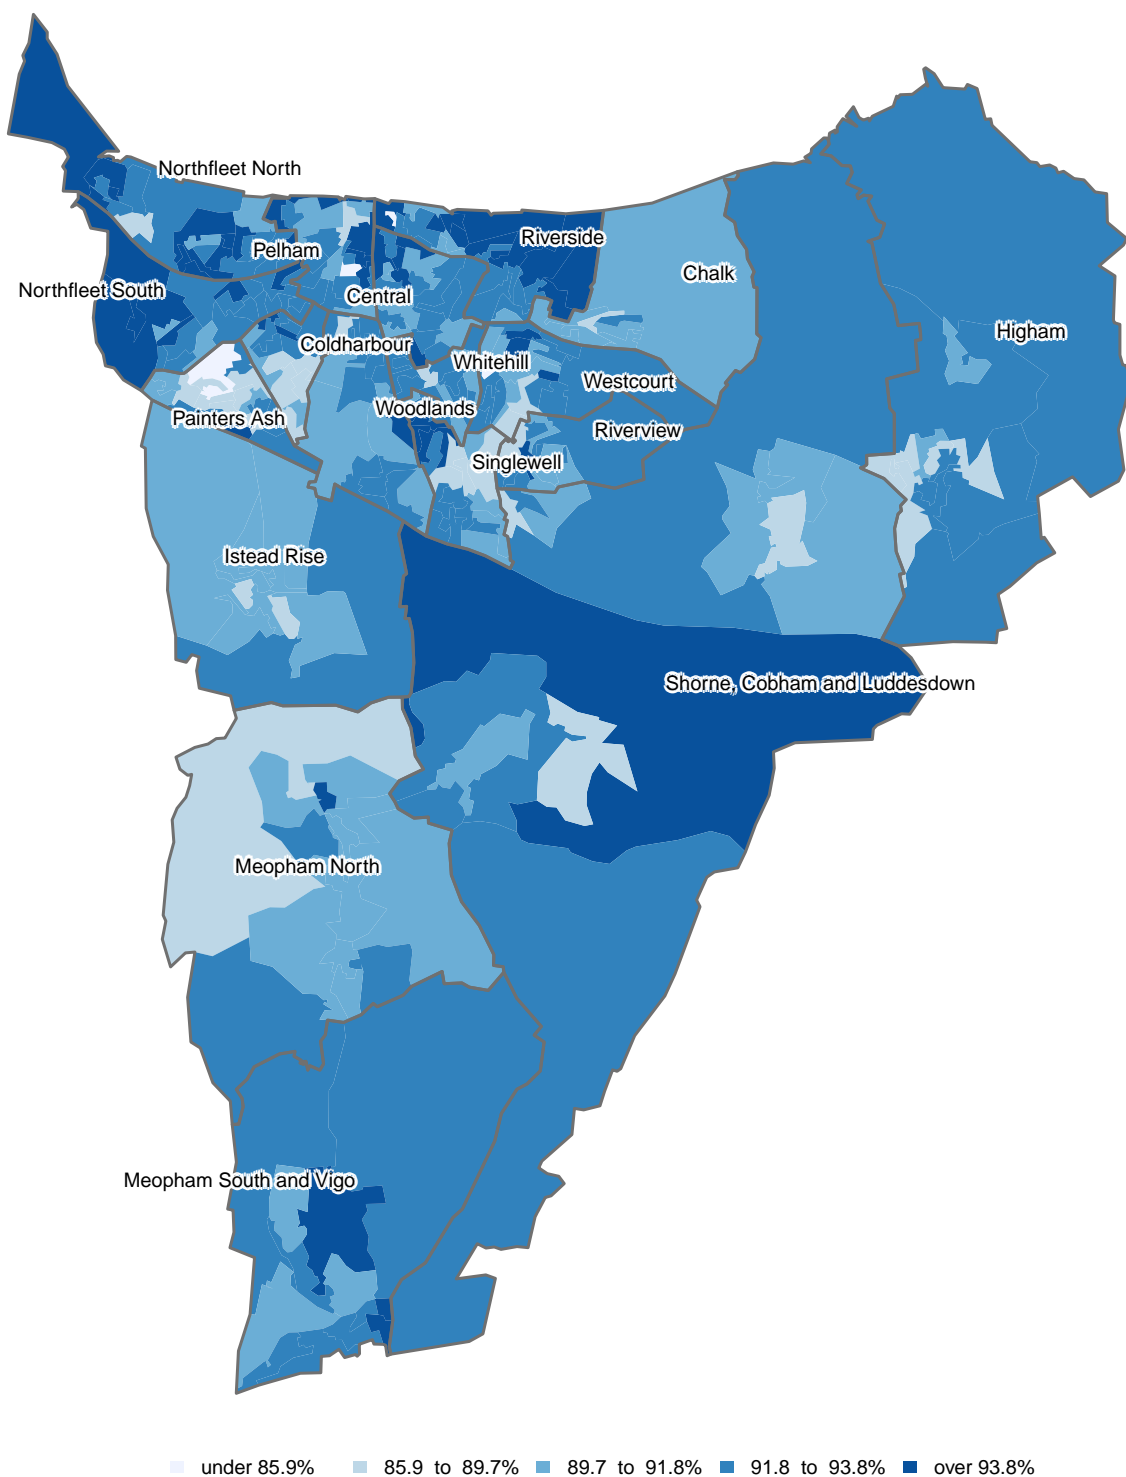 Northfleet North
Riverside
Pelham
Chalk
Northfleet South
Central
Higham
Coldharbour
Whitehill
Westcourt
Woodlands
Painters Ash
Riverview
Singlewell
Istead Rise
Shorne, Cobham and Luddesdown
Meopham North
Meopham South and Vigo
under 85.9% 85.9 to 89.7% 89.7 to 91.8% 91.8 to 93.8% over 93.8%